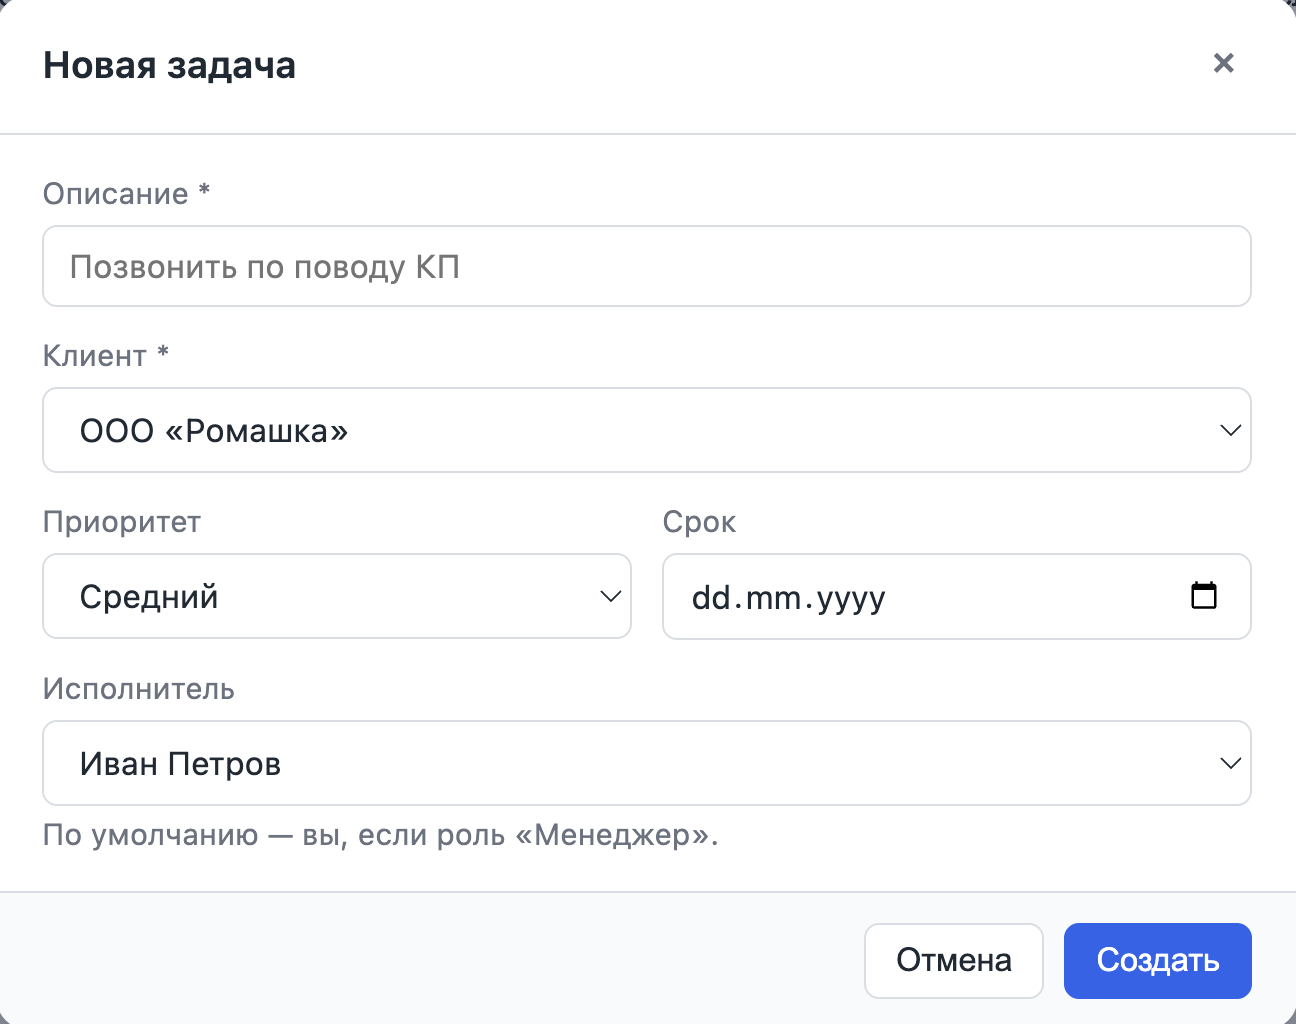 Новая задача
Описание *
Позвонить по поводу КП
Клиент *
ООО «Ромашка»
Приоритет
Срок
Средний
dd.mm.yyyy
Исполнитель
Иван Петров
По умолчанию — вы, если роль «Менеджер».
Отмена
Создать